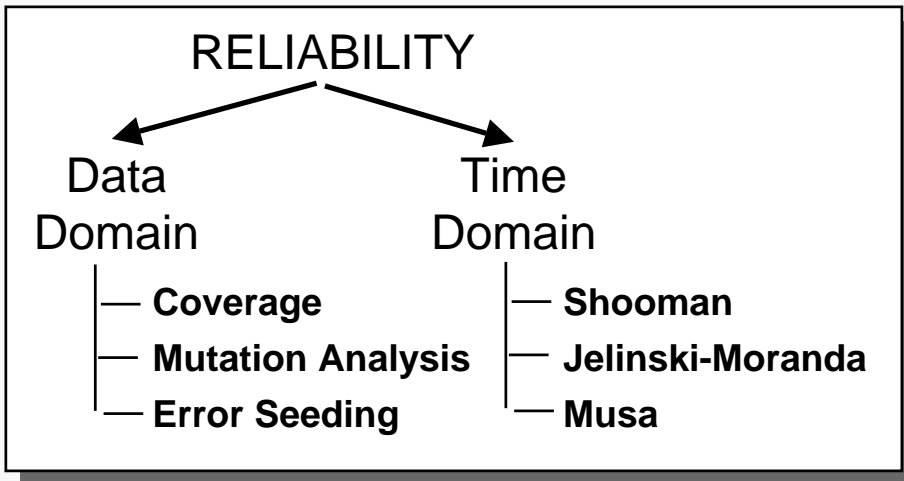 RELIABILITY
Data
Domain
Coverage
Mutation Analysis
Error Seeding
Time
Domain
Shooman
Jelinski-Moranda
Musa